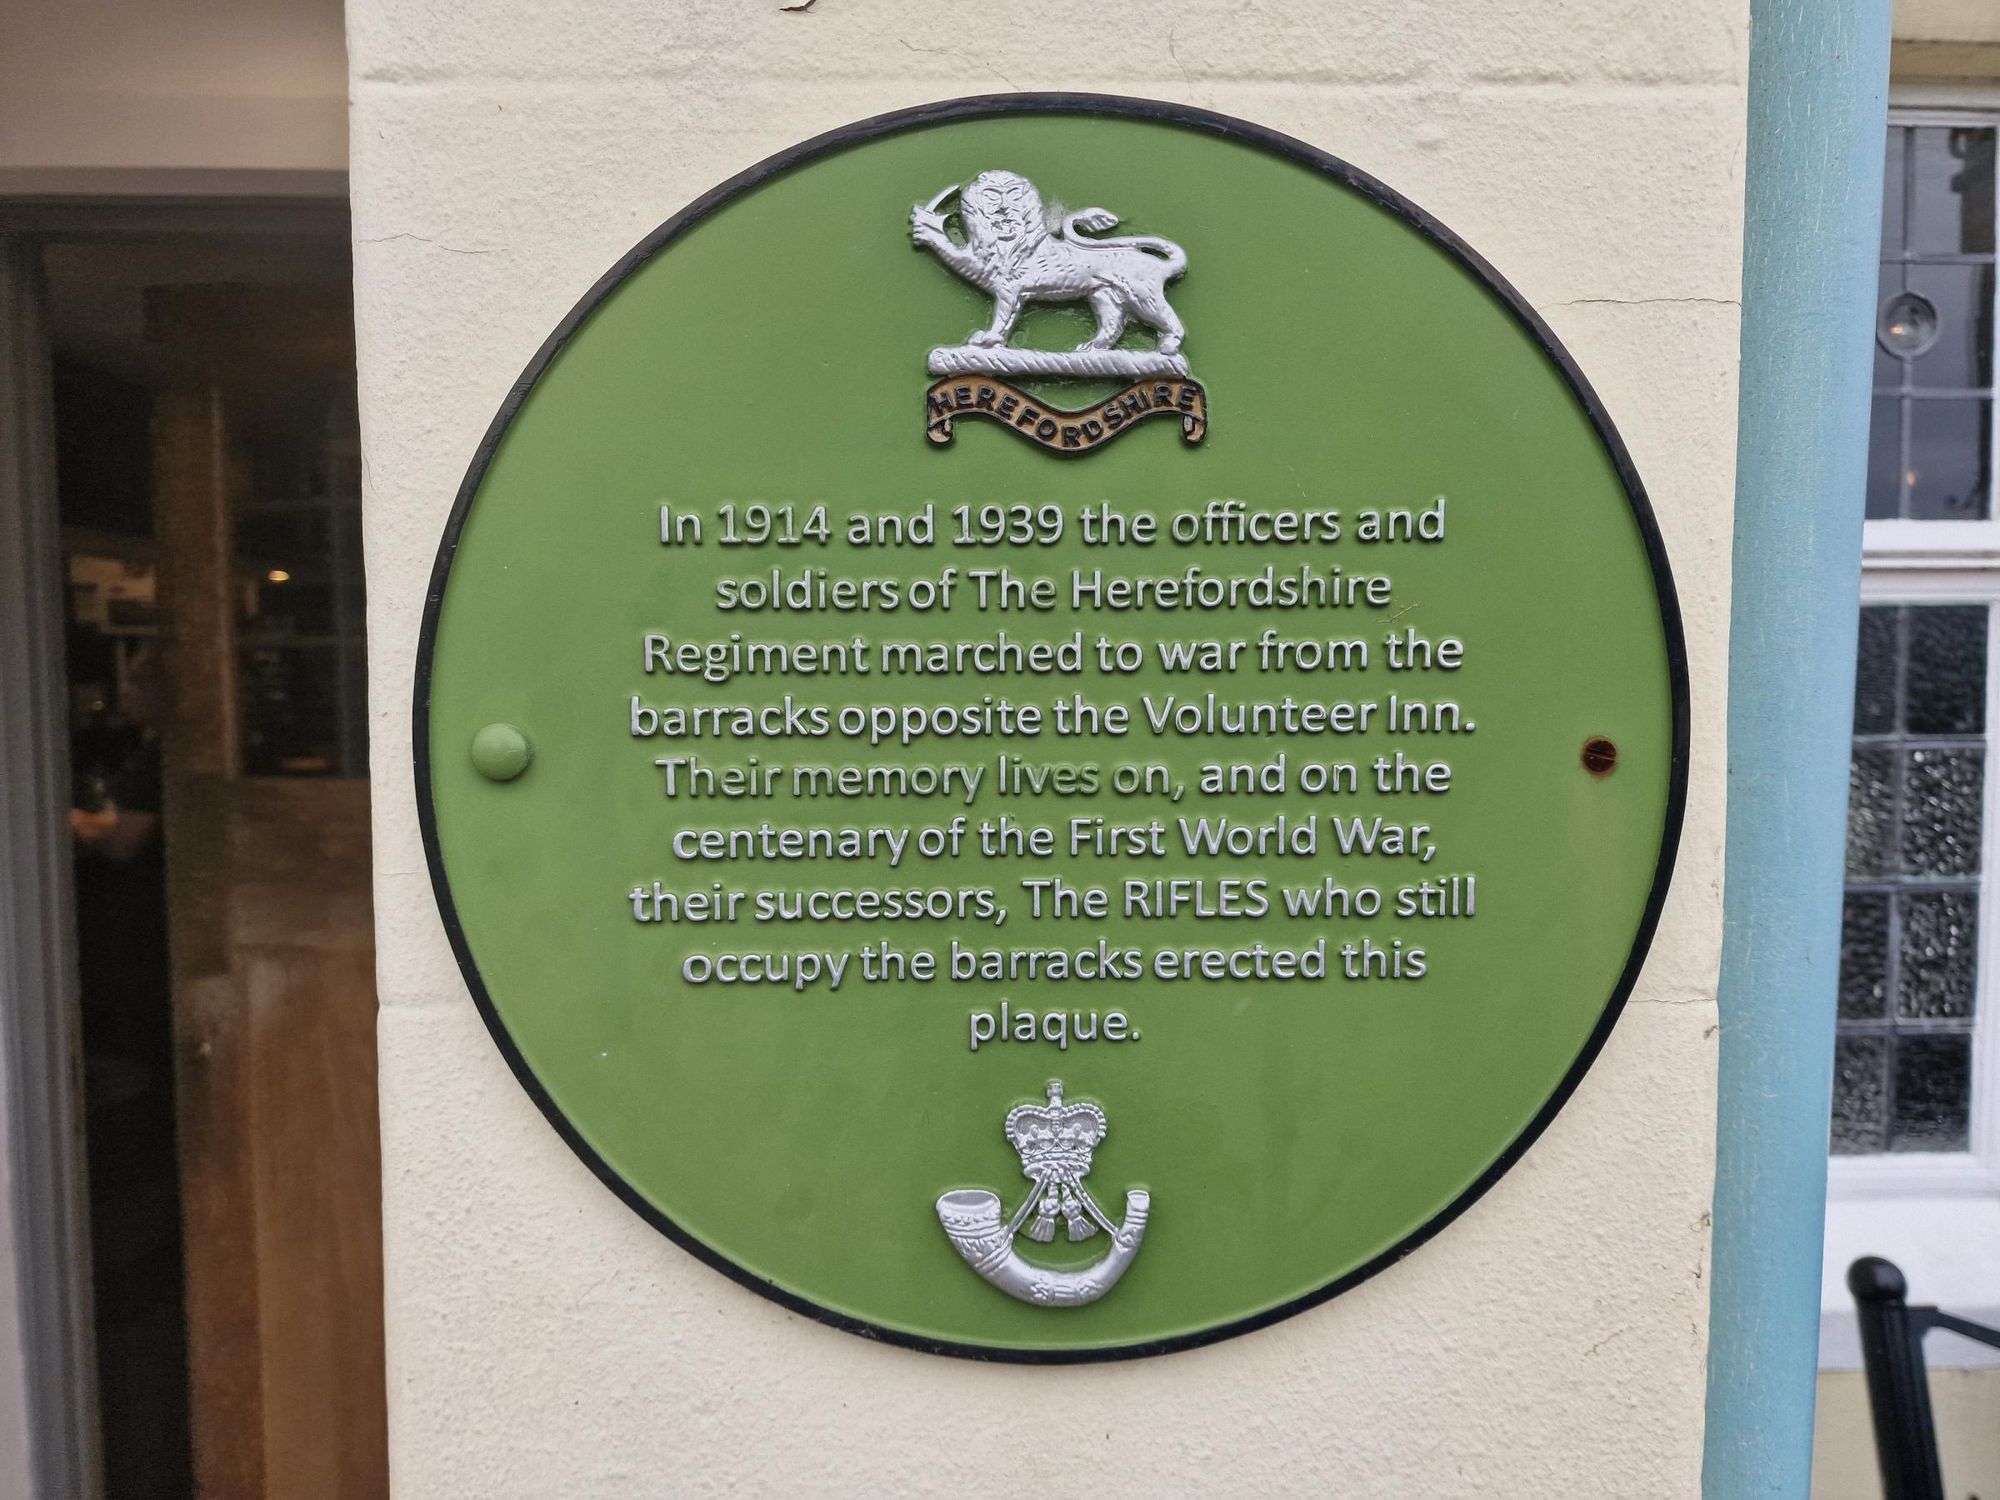 HEREFORDSHIRE
In 1914 and 1939 the officers and
soldiers of The Herefordshire
Regiment marched to war from the
barracks opposite the Volunteer Inn.
Their memory lives on, and on the
centenary of the First World War,
their successors, The RIFLES who still
occupy the barracks erected this
plaque.